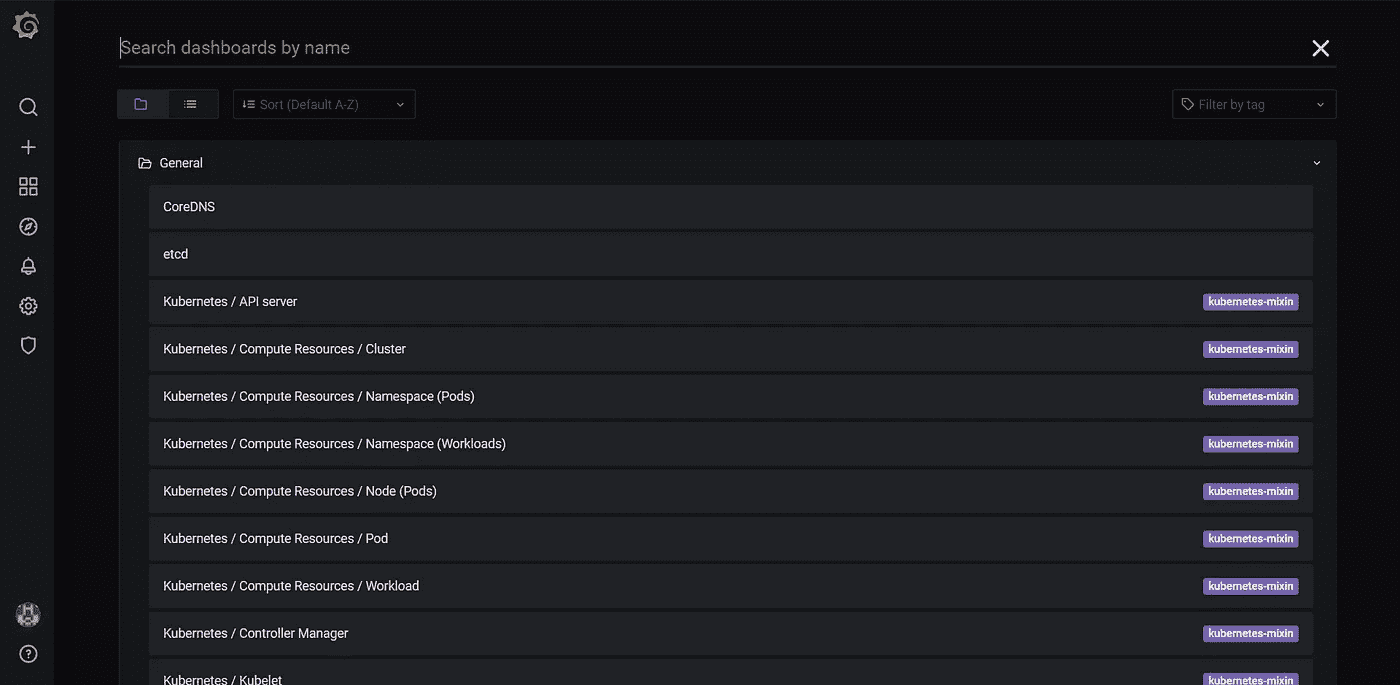 Search dashboards by name
Sort (Default A-Z)
Filter by tag
General
CoreDNS
etcd
Kubernetes / API server kubernetes-mixin
Kubernetes / Compute Resources / Cluster kubernetes-mixin
Kubernetes / Compute Resources / Namespace (Pods) kubernetes-mixin
Kubernetes / Compute Resources / Namespace (Workloads) kubernetes-mixin
Kubernetes / Compute Resources / Node (Pods) kubernetes-mixin
Kubernetes / Compute Resources / Pod kubernetes-mixin
Kubernetes / Compute Resources / Workload kubernetes-mixin
Kubernetes / Controller Manager kubernetes-mixin
Kubernetes / Kubelet kubernetes-mixin